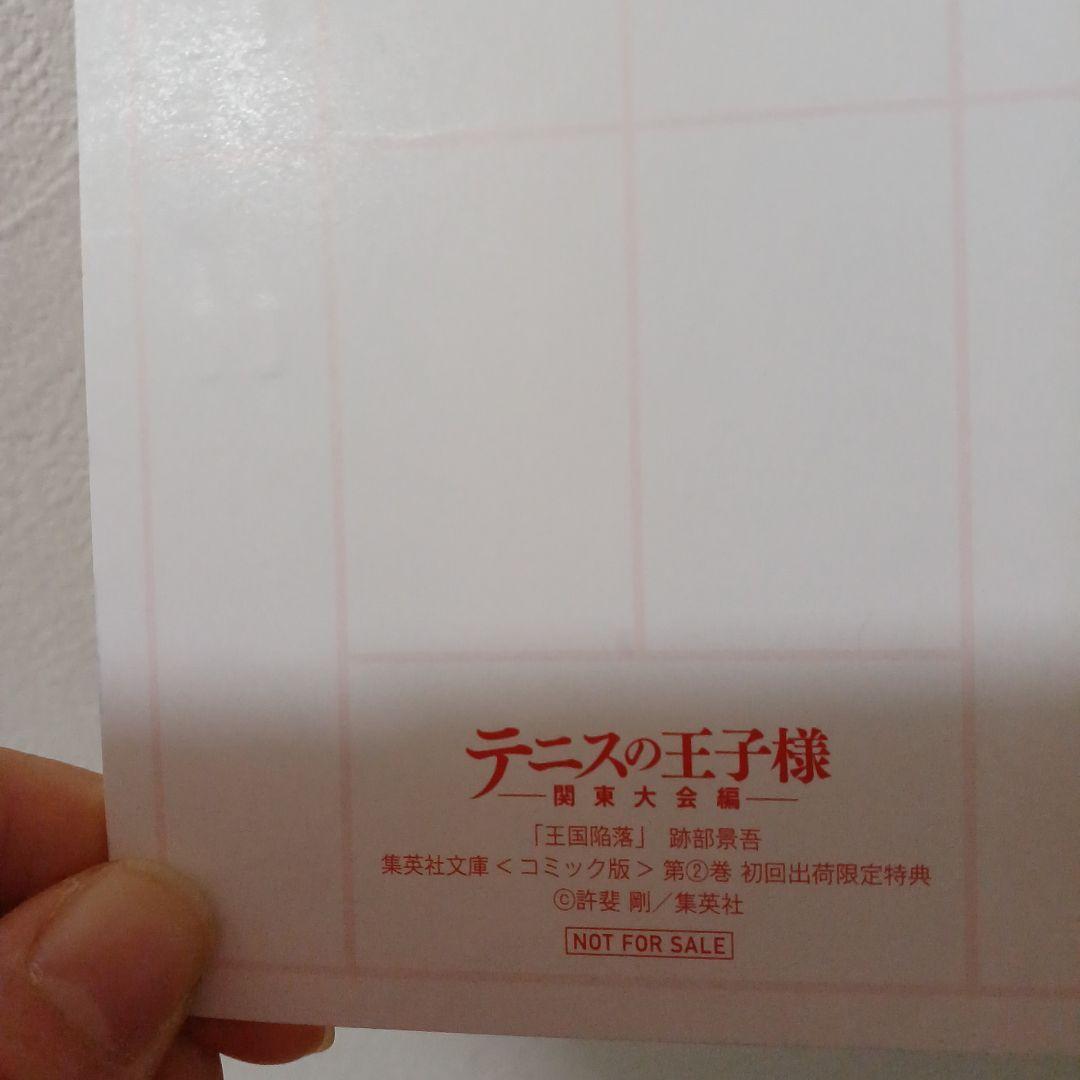 テニスの王子様
関東大会編
「王国陥落」 跡部景吾
集英社文庫<コミック版>第②巻 初回出荷限定特典
©許斐 剛/集英社
NOT FOR SALE